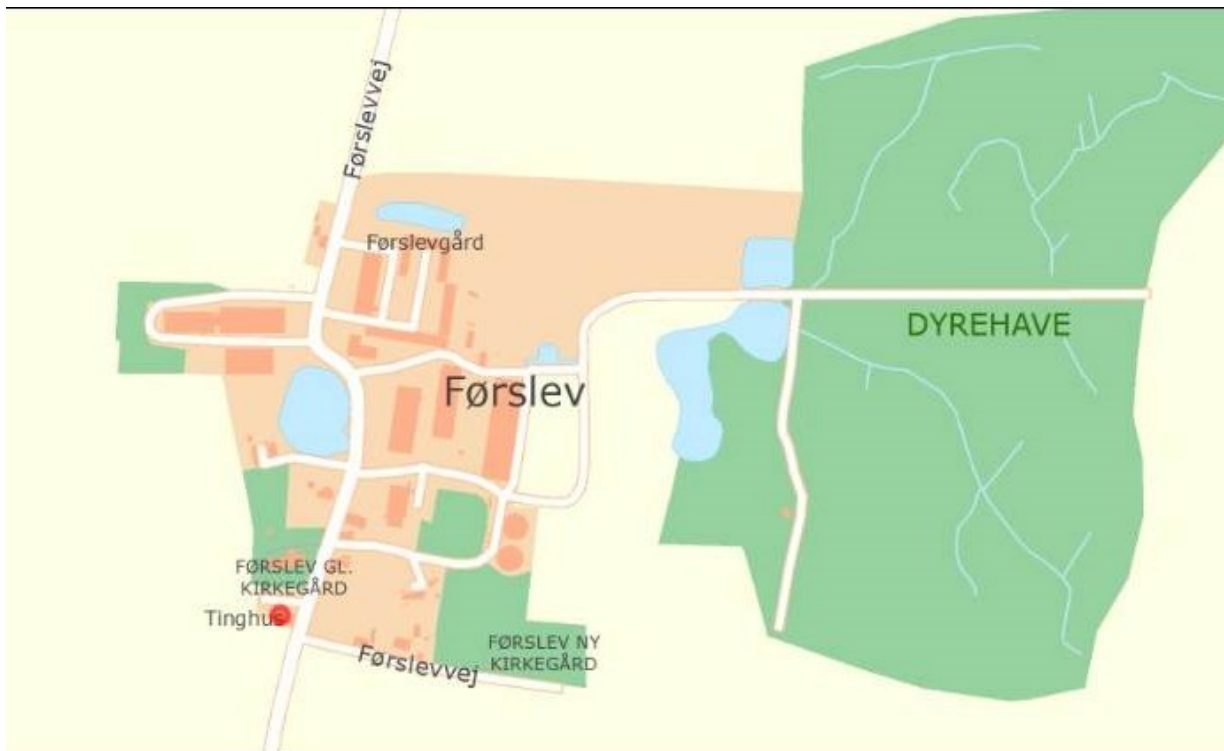 Førslevvej
Førslevgård
DYREHAVE
Førslev
FØRSLEV GL.
KIRKEGÅRD
Tinghus
FØRSLEV NY
KIRKEGÅRD
Førslevvej